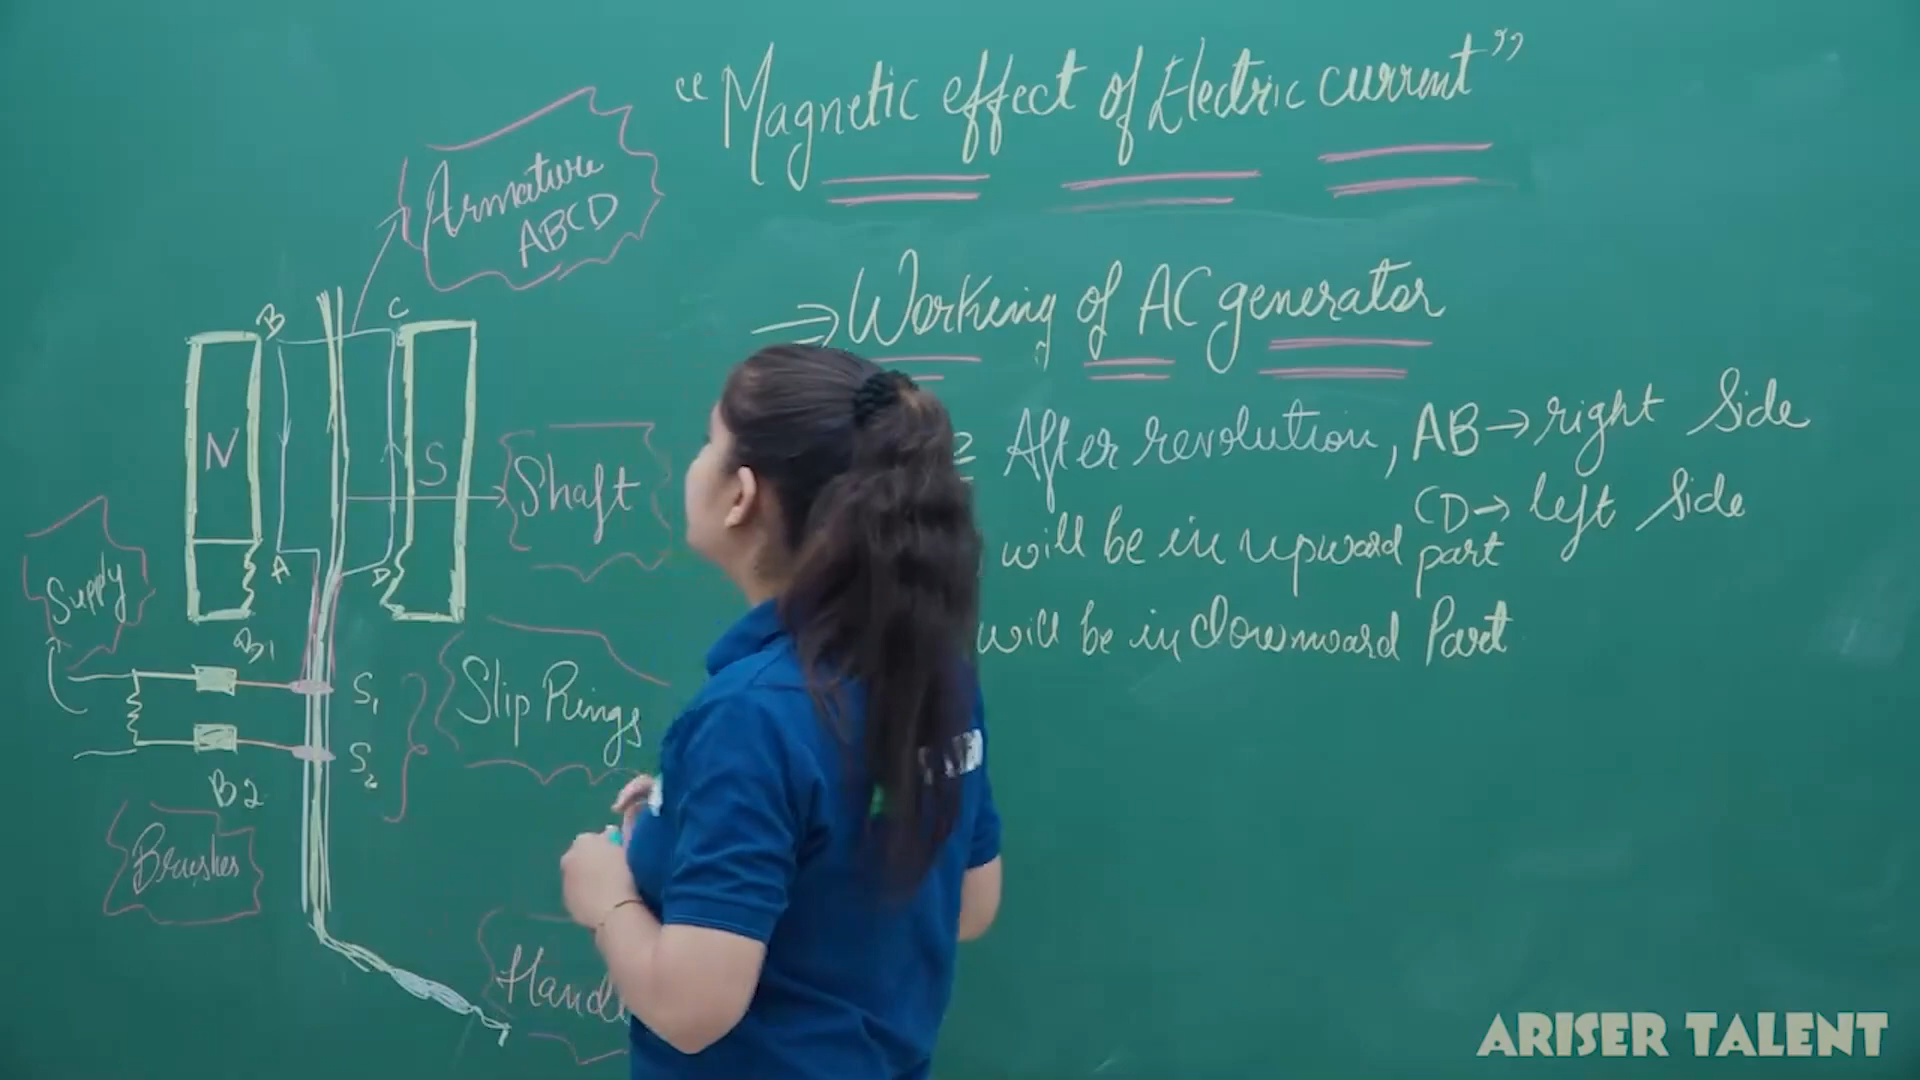 “Magnetic effect of Electric current”
Armature
ABCD
⇒ Working of AC generator
B
C
After revolution, AB → right side
N
S
Shaft
CD → left side
will be in upward part
Supply
A
D
will be in downward Part
B1
S1
Slip Rings
S2
B2
Brushes
ARISER TALENT